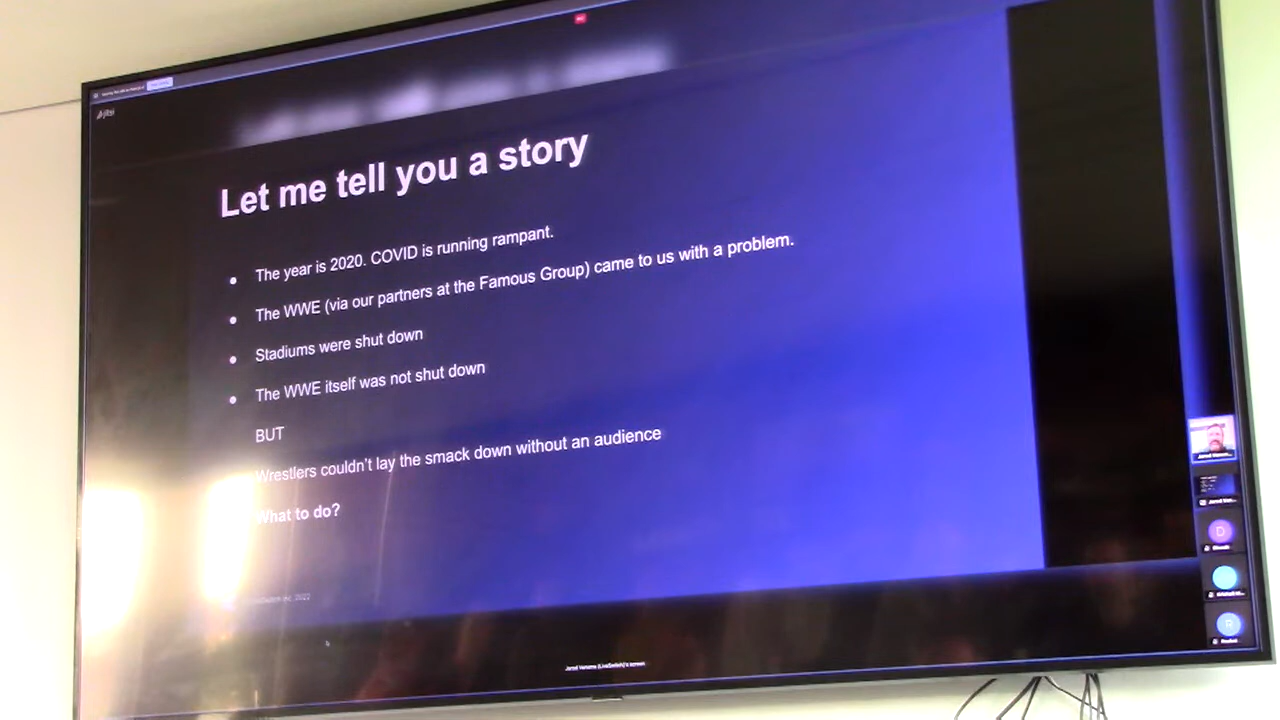 jitsi
Let me tell you a story
The year is 2020. COVID is running rampant.
The WWE (via our partners at the Famous Group) came to us with a problem.
Stadiums were shut down
The WWE itself was not shut down
BUT
Wrestlers couldn't lay the smack down without an audience
What to do?